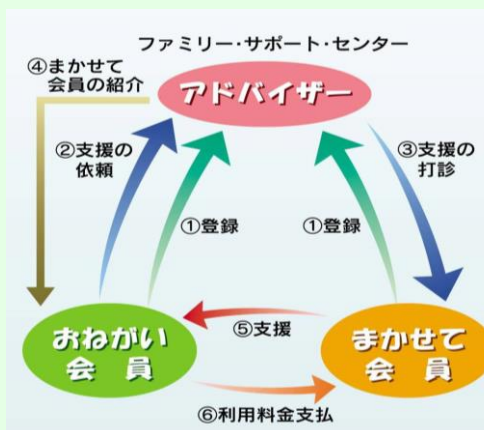 ファミリー・サポート・センター
アドバイザー
④まかせて
会員の紹介
②支援の
依頼
③支援の
打診
①登録
①登録
おねがい
会 員
⑤支援
まかせて
会 員
⑥利用料金支払